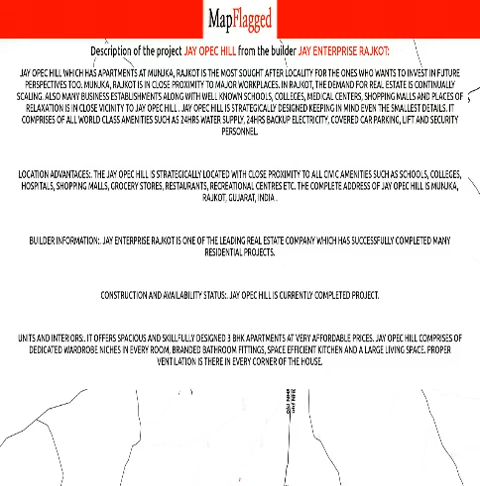 MapFlagged
Description of the project JAY OPEC HILL from the builder JAY ENTERPRISE RAJKOT:
JAY OPEC HILL WHICH HAS APARTMENTS AT MUNJKA, RAJKOT IS THE MOST SOUGHT AFTER LOCALITY FOR THE ONES WHO WANTS TO INVEST IN FUTURE
PERSPECTIVES TOO. MUNJKA, RAJKOT IS IN CLOSE PROXIMITY TO MAJOR WORKPLACES. IN RAJKOT, THE DEMAND FOR REAL ESTATE IS CONTINUALLY
SCALING. ALSO MANY BUSINESS ESTABLISHMENTS ALONG WITH WELL KNOWN SCHOOLS, COLLEGES, MEDICAL CENTERS, SHOPPING MALLS AND PLACES OF
RELAXATION IS IN CLOSE VICINITY TO JAY OPEC HILL . JAY OPEC HILL IS STRATEGICALLY DESIGNED KEEPING IN MIND EVEN THE SMALLEST DETAILS. IT
COMPRISES OF ALL WORLD CLASS AMENITIES SUCH AS 24HRS WATER SUPPLY, 24HRS BACKUP ELECTRICITY, COVERED CAR PARKING, LIFT AND SECURITY
PERSONNEL.
LOCATION ADVANTAGES:. THE JAY OPEC HILL IS STRATEGICALLY LOCATED WITH CLOSE PROXIMITY TO ALL CIVIC AMENITIES SUCH AS SCHOOLS, COLLEGES,
HOSPITALS, SHOPPING MALLS, GROCERY STORES, RESTAURANTS, RECREATIONAL CENTRES ETC. THE COMPLETE ADDRESS OF JAY OPEC HILL IS MUNJKA,
RAJKOT, GUJARAT, INDIA .
BUILDER INFORMATION:. JAY ENTERPRISE RAJKOT IS ONE OF THE LEADING REAL ESTATE COMPANY WHICH HAS SUCCESSFULLY COMPLETED MANY
RESIDENTIAL PROJECTS.
CONSTRUCTION AND AVAILABILITY STATUS:. JAY OPEC HILL IS CURRENTLY COMPLETED PROJECT.
UNITS AND INTERIORS:. IT OFFERS SPACIOUS AND SKILLFULLY DESIGNED 3 BHK APARTMENTS AT VERY AFFORDABLE PRICES. JAY OPEC HILL COMPRISES OF
DEDICATED WARDROBE NICHES IN EVERY ROOM, BRANDED BATHROOM FITTINGS, SPACE EFFICIENT KITCHEN AND A LARGE LIVING SPACE. PROPER
VENTILATION IS THERE IN EVERY CORNER OF THE HOUSE.